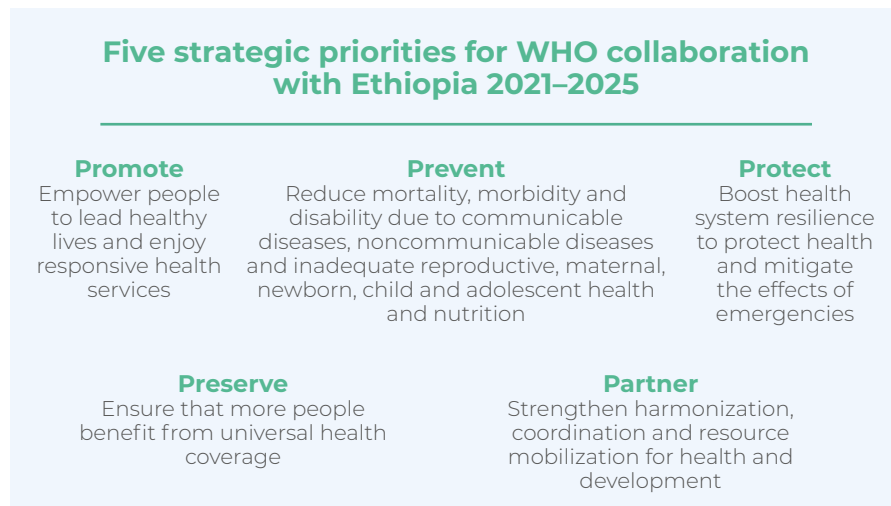 Five strategic priorities for WHO collaboration
with Ethiopia 2021–2025
Promote
Empower people
to lead healthy
lives and enjoy
responsive health
services
Prevent
Reduce mortality, morbidity and
disability due to communicable
diseases, noncommunicable diseases
and inadequate reproductive, maternal,
newborn, child and adolescent health
and nutrition
Protect
Boost health
system resilience
to protect health
and mitigate
the effects of
emergencies
Preserve
Ensure that more people
benefit from universal health
coverage
Partner
Strengthen harmonization,
coordination and resource
mobilization for health and
development